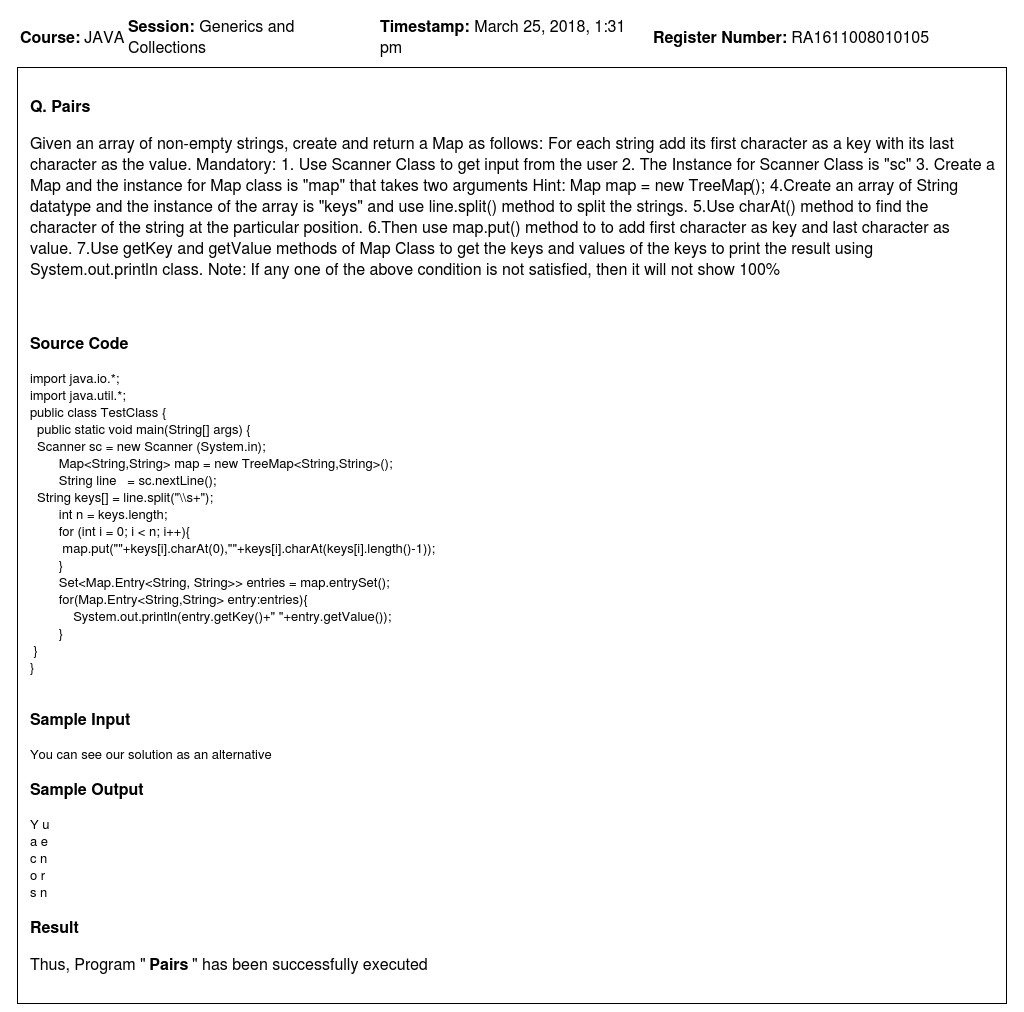 Course: JAVA Session: Generics and Collections Timestamp: March 25, 2018, 1:31 pm Register Number: RA1611008010105
Q. Pairs
Given an array of non-empty strings, create and return a Map as follows: For each string add its first character as a key with its last
character as the value. Mandatory: 1. Use Scanner Class to get input from the user 2. The Instance for Scanner Class is "sc" 3. Create a
Map and the instance for Map class is "map" that takes two arguments Hint: Map map = new TreeMap(); 4.Create an array of String
datatype and the instance of the array is "keys" and use line.split() method to split the strings. 5.Use charAt() method to find the
character of the string at the particular position. 6.Then use map.put() method to to add first character as key and last character as
value. 7.Use getKey and getValue methods of Map Class to get the keys and values of the keys to print the result using
System.out.println class. Note: If any one of the above condition is not satisfied, then it will not show 100%
Source Code
import java.io.*;
import java.util.*;
public class TestClass {
  public static void main(String[] args) {
  Scanner sc = new Scanner (System.in);
        Map<String,String> map = new TreeMap<String,String>();
        String line   = sc.nextLine();
  String keys[] = line.split("\\s+");
        int n = keys.length;
        for (int i = 0; i < n; i++){
         map.put(""+keys[i].charAt(0),""+keys[i].charAt(keys[i].length()-1));
        }
        Set<Map.Entry<String, String>> entries = map.entrySet();
        for(Map.Entry<String,String> entry:entries){
            System.out.println(entry.getKey()+" "+entry.getValue());
        }
 }
}
Sample Input
You can see our solution as an alternative
Sample Output
Y u
a e
c n
o r
s n
Result
Thus, Program " Pairs " has been successfully executed